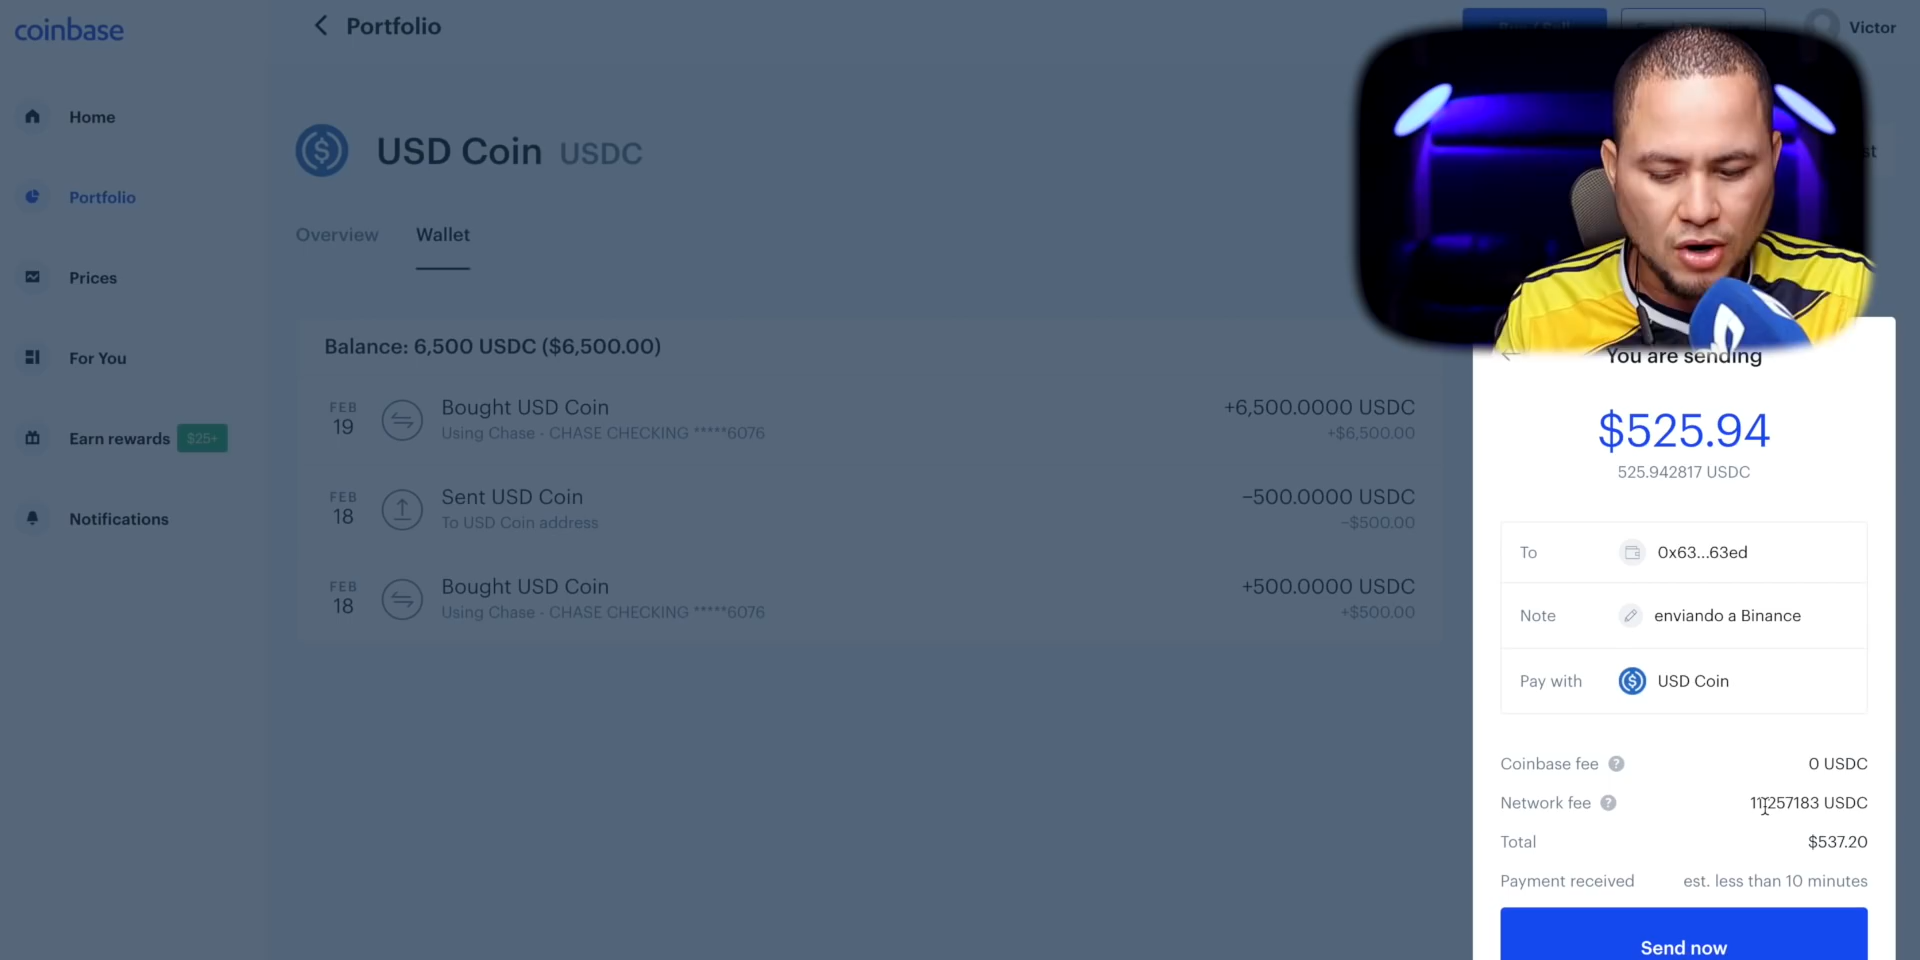 coinbase
Portfolio
Victor
Home
Portfolio
Prices
For You
Earn rewards $25+
Notifications
USD Coin USDC
Overview
Wallet
Balance: 6,500 USDC ($6,500.00)
FEB
19
Bought USD Coin
Using Chase - CHASE CHECKING *****6076
+6,500.0000 USDC
+$6,500.00
FEB
18
Sent USD Coin
To USD Coin address
−500.0000 USDC
−$500.00
FEB
18
Bought USD Coin
Using Chase - CHASE CHECKING *****6076
+500.0000 USDC
+$500.00
You are sending
$525.94
525.942817 USDC
To 0x63...63ed
Note enviando a Binance
Pay with USD Coin
Coinbase fee ? 0 USDC
Network fee ? 11.257183 USDC
Total $537.20
Payment received est. less than 10 minutes
Send now